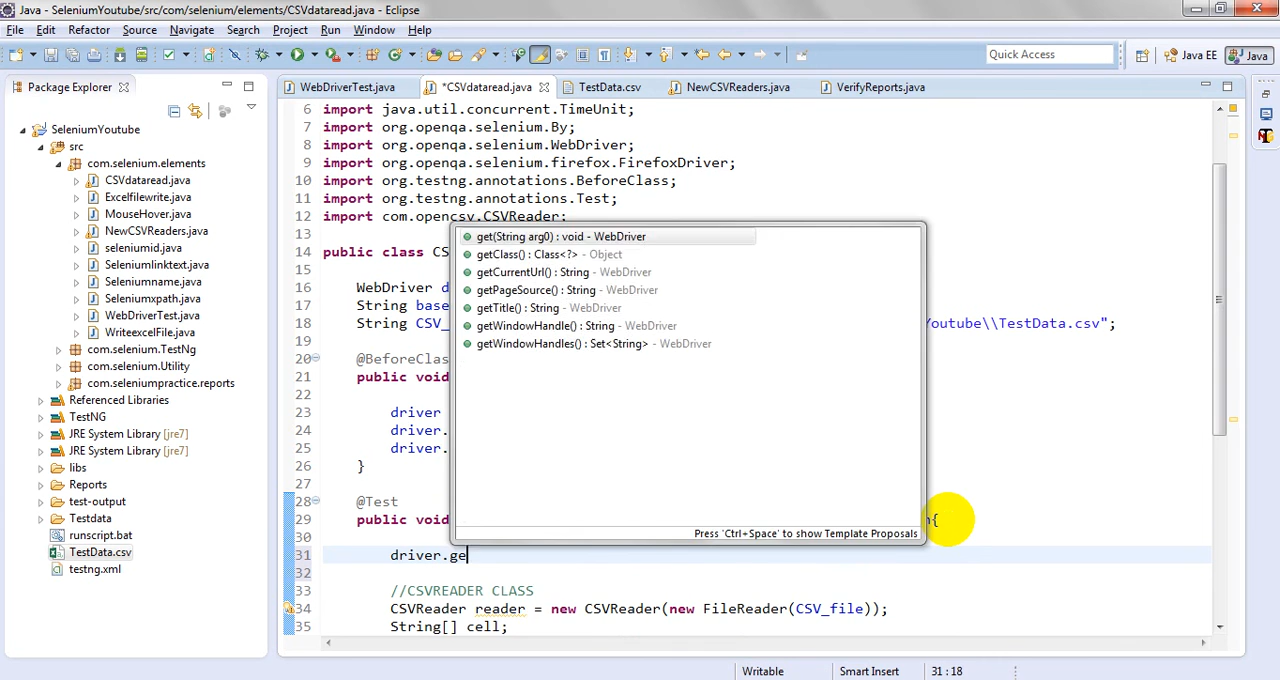 Java - SeleniumYoutube/src/com/selenium/elements/CSVdataread.java - Eclipse
File Edit Refactor Source Navigate Search Project Run Window Help
Quick Access
Java EE
Java
Package Explorer
WebDriverTest.java
*CSVdataread.java
TestData.csv
NewCSVReaders.java
VerifyReports.java
SeleniumYoutube
src
com.selenium.elements
CSVdataread.java
Excelfilewrite.java
MouseHover.java
NewCSVReaders.java
seleniumid.java
Seleniumlinktext.java
Seleniumname.java
Seleniumxpath.java
WebDriverTest.java
WriteexcelFile.java
com.selenium.TestNg
com.selenium.Utility
com.seleniumpractice.reports
Referenced Libraries
TestNG
JRE System Library [jre7]
JRE System Library [jre7]
libs
Reports
test-output
Testdata
runscript.bat
TestData.csv
testng.xml
6 import java.util.concurrent.TimeUnit;
7 import org.openqa.selenium.By;
8 import org.openqa.selenium.WebDriver;
9 import org.openqa.selenium.firefox.FirefoxDriver;
10 import org.testng.annotations.BeforeClass;
11 import org.testng.annotations.Test;
12 import com.opencsv.CSVReader;
13
14 public class CS
15
16 WebDriver d
17 String base
18 String CSV_ Youtube\\TestData.csv";
19
20 @BeforeClas
21 public void
22
23 driver
24 driver.
25 driver.
26 }
27
28 @Test
29 public void n{
30
31 driver.ge
32
33 //CSVREADER CLASS
34 CSVReader reader = new CSVReader(new FileReader(CSV_file));
35 String[] cell;
get(String arg0) : void - WebDriver
getClass() : Class<?> - Object
getCurrentUrl() : String - WebDriver
getPageSource() : String - WebDriver
getTitle() : String - WebDriver
getWindowHandle() : String - WebDriver
getWindowHandles() : Set<String> - WebDriver
Press 'Ctrl+Space' to show Template Proposals
Writable
Smart Insert
31 : 18